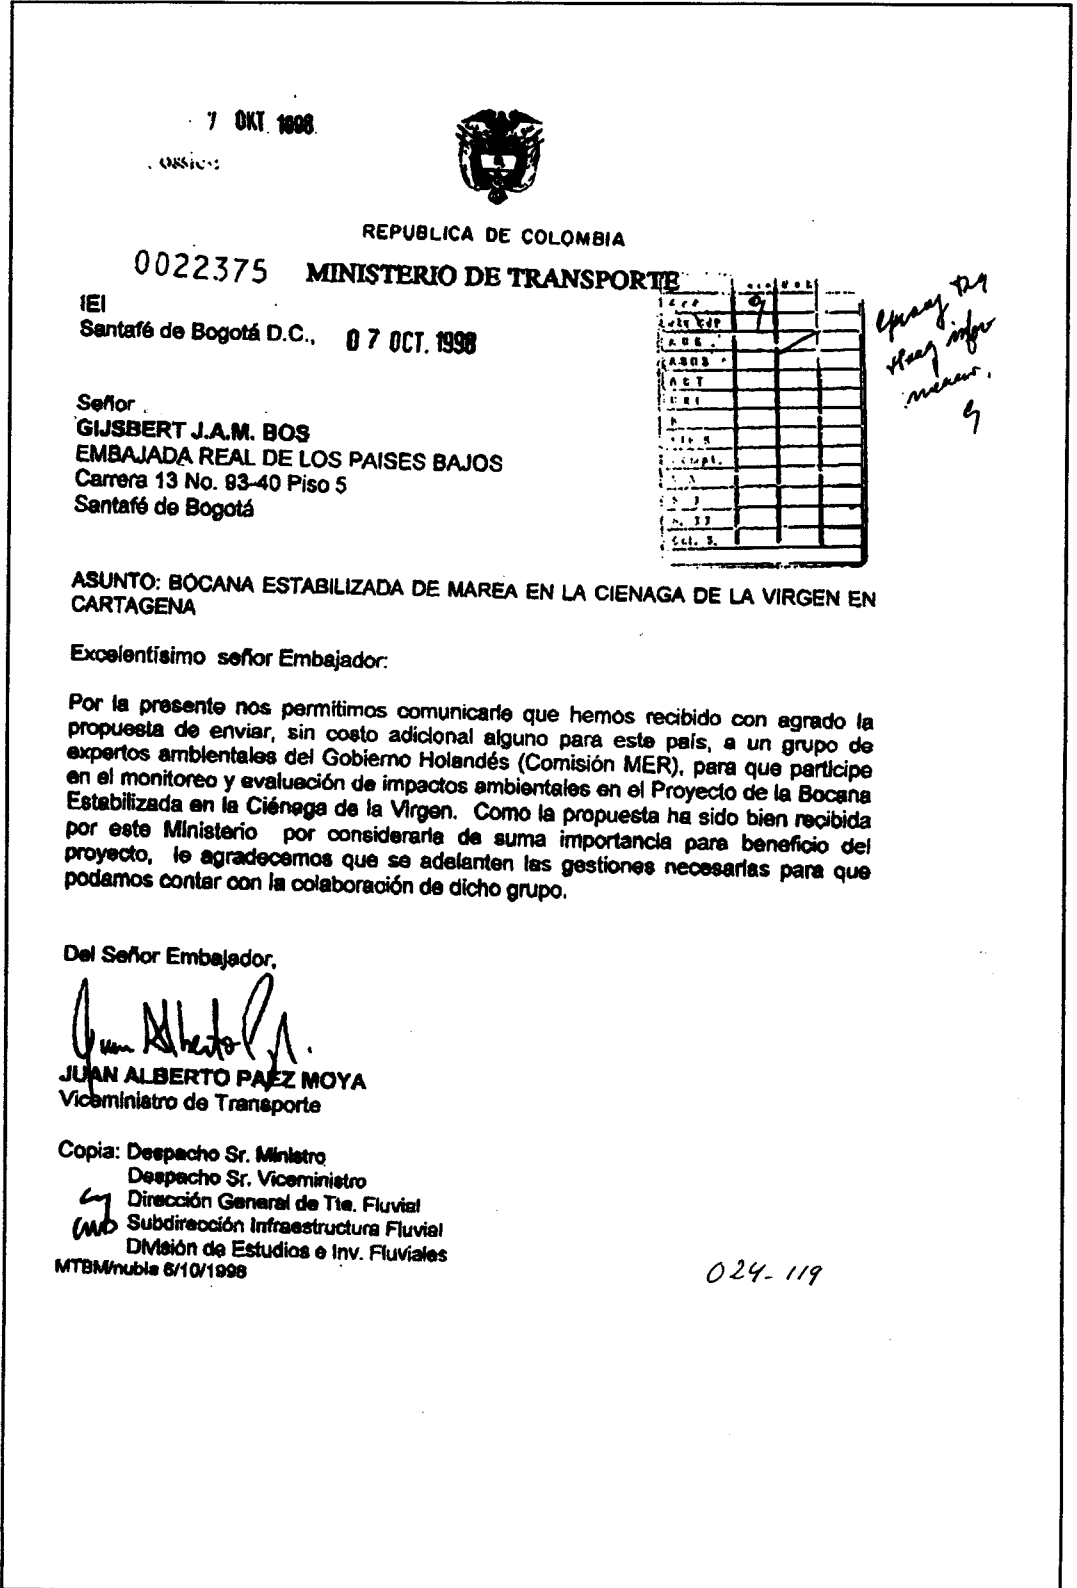 7 OKT. 1998
REPUBLICA DE COLOMBIA
0022375 MINISTERIO DE TRANSPORTE
IEI
Santafé de Bogotá D.C., 07 OCT. 1998
Señor
GIJSBERT J.A.M. BOS
EMBAJADA REAL DE LOS PAISES BAJOS
Carrera 13 No. 93-40 Piso 5
Santafé de Bogotá
ASUNTO: BOCANA ESTABILIZADA DE MAREA EN LA CIENAGA DE LA VIRGEN EN
CARTAGENA
Excelentísimo señor Embajador:
Por la presente nos permitimos comunicarle que hemos recibido con agrado la
propuesta de enviar, sin costo adicional alguno para este país, a un grupo de
expertos ambientales del Gobierno Holandés (Comisión MER), para que participe
en el monitoreo y evaluación de impactos ambientales en el Proyecto de la Bocana
Estabilizada en la Ciénega de la Virgen. Como la propuesta ha sido bien recibida
por este Ministerio por considerarla de suma importancia para beneficio del
proyecto, le agradecemos que se adelanten las gestiones necesarias para que
podamos contar con la colaboración de dicho grupo.
Del Señor Embajador,
JUAN ALBERTO PAEZ MOYA
Viceministro de Transporte
Copia: Despacho Sr. Ministro
Despacho Sr. Viceministro
Dirección General de Tte. Fluvial
Subdirección Infraestructura Fluvial
División de Estudios e Inv. Fluviales
MTBM/nubia 6/10/1998
024-119